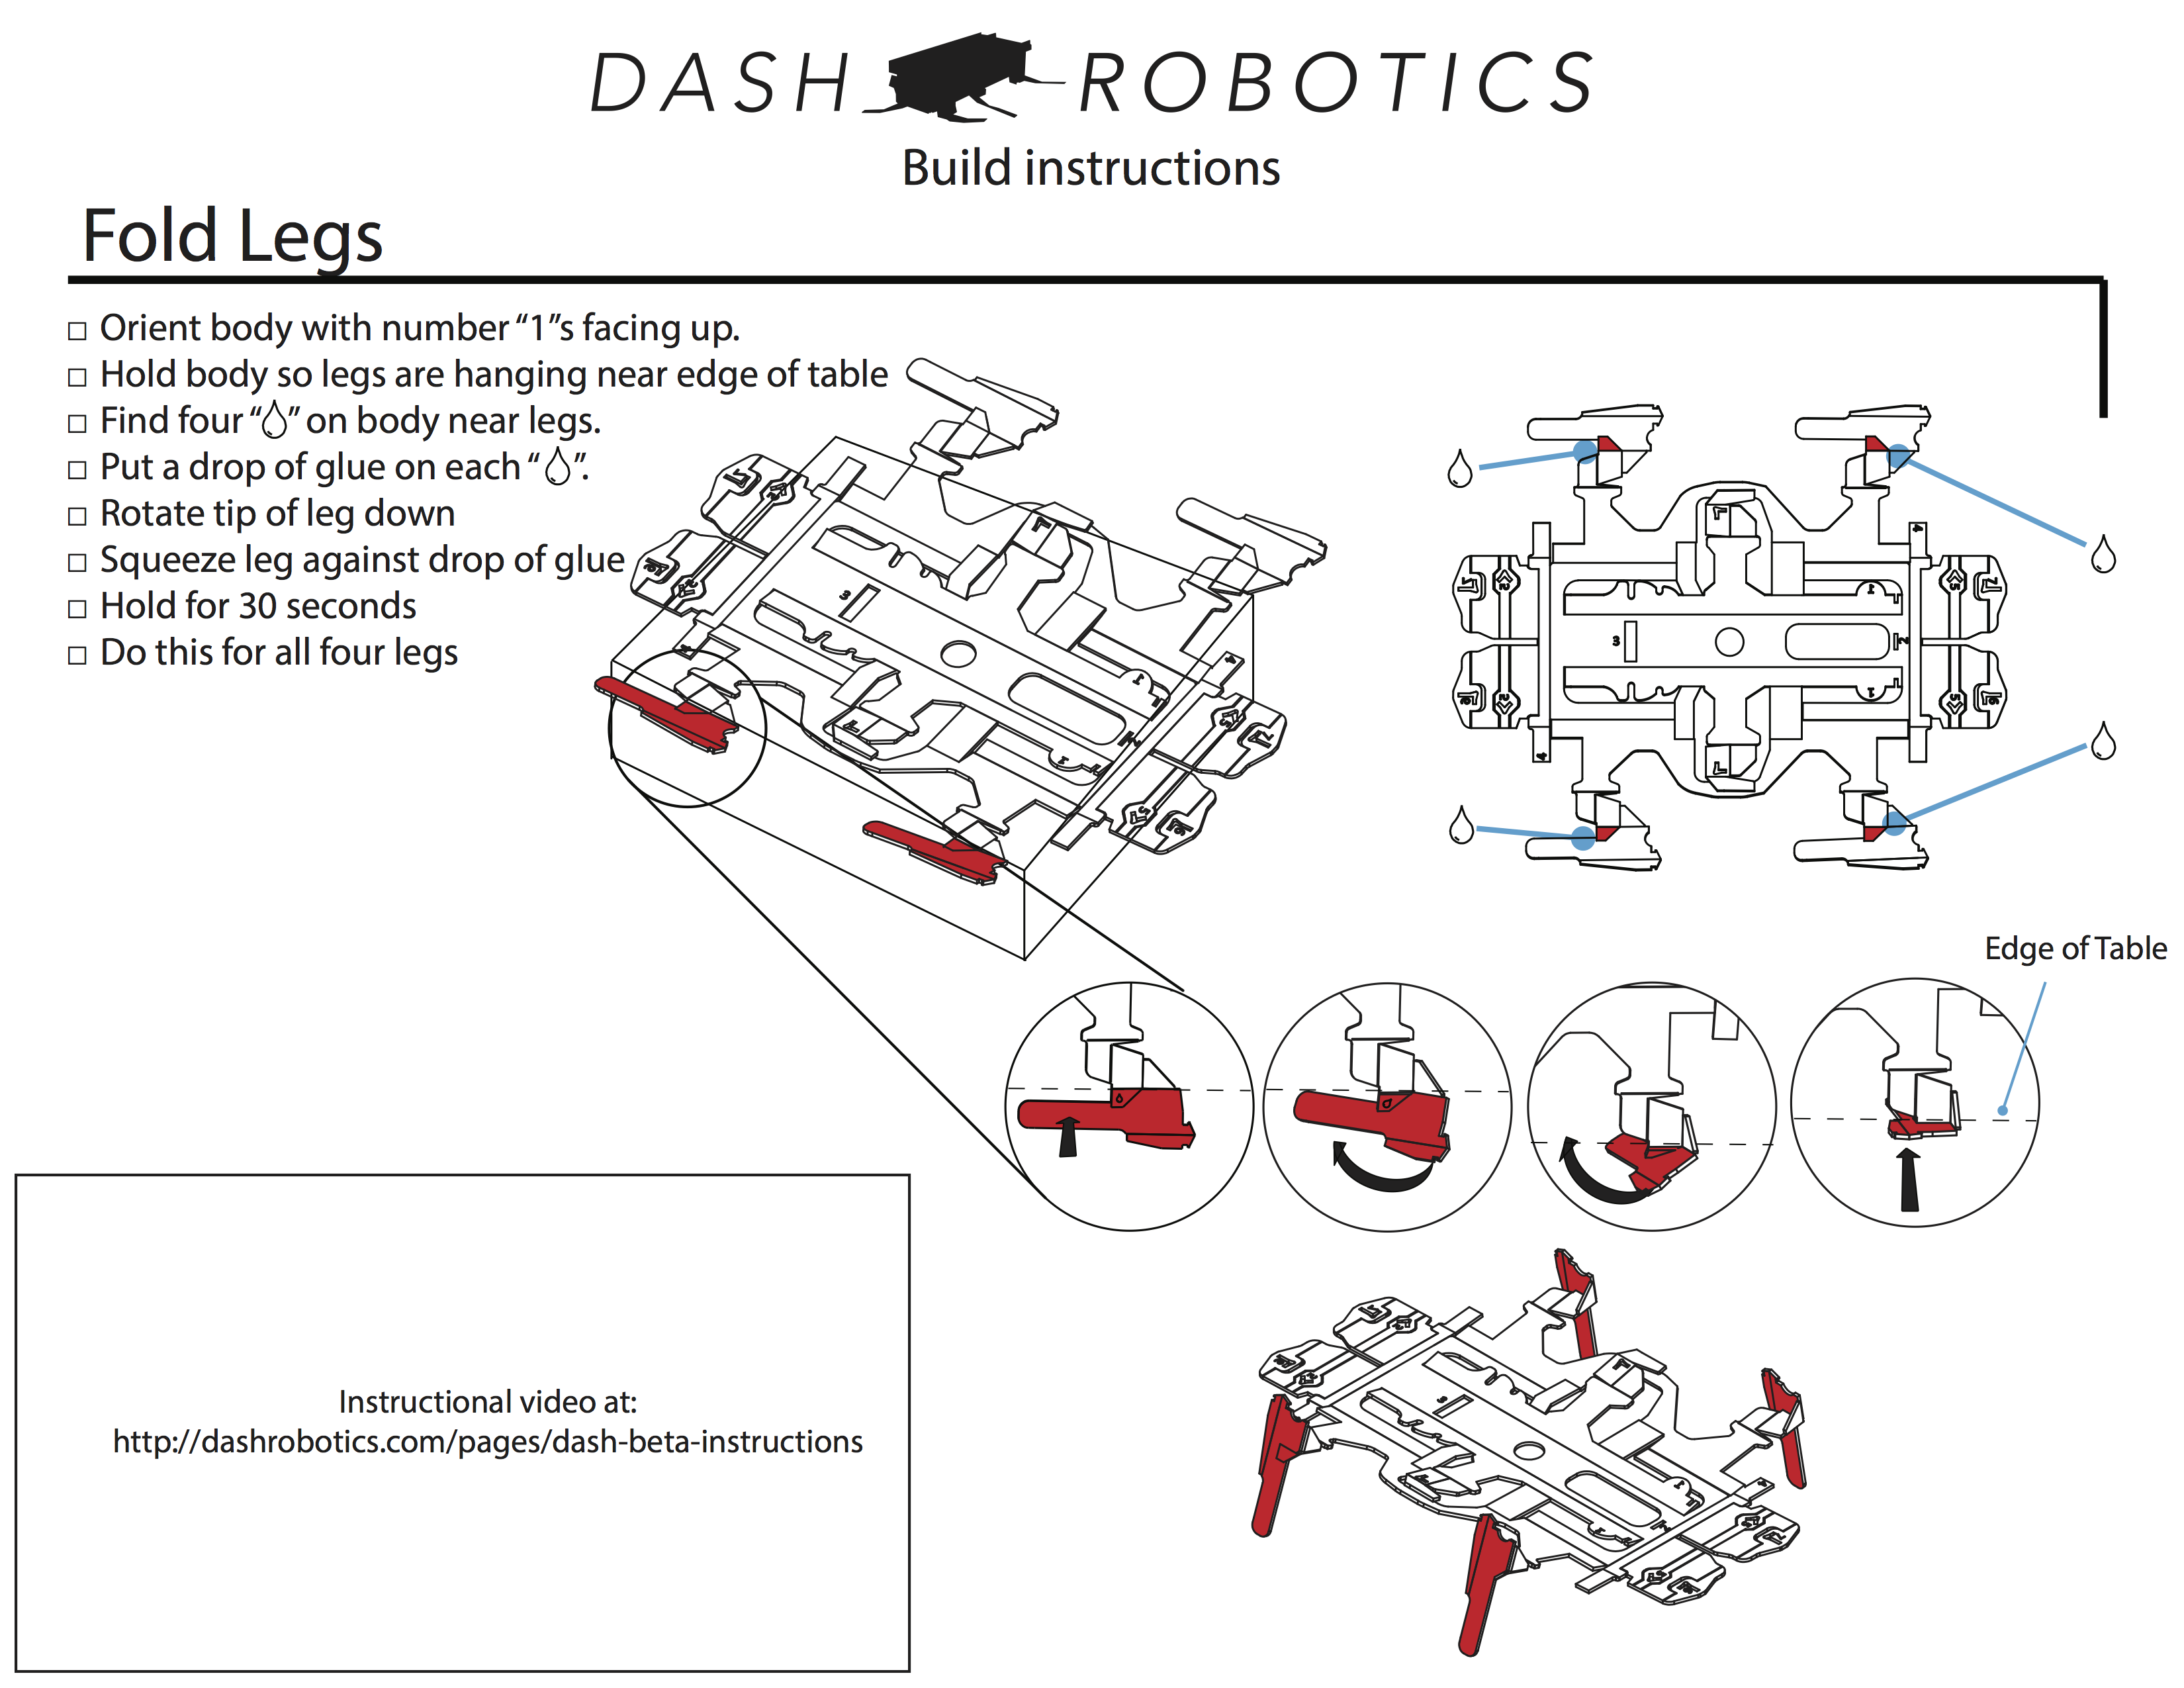 DASH ROBOTICS
Build instructions
Fold Legs
□ Orient body with number “1”s facing up.
□ Hold body so legs are hanging near edge of table
□ Find four “💧” on body near legs.
□ Put a drop of glue on each “💧”.
□ Rotate tip of leg down
□ Squeeze leg against drop of glue
□ Hold for 30 seconds
□ Do this for all four legs
Edge of Table
Instructional video at:
http://dashrobotics.com/pages/dash-beta-instructions